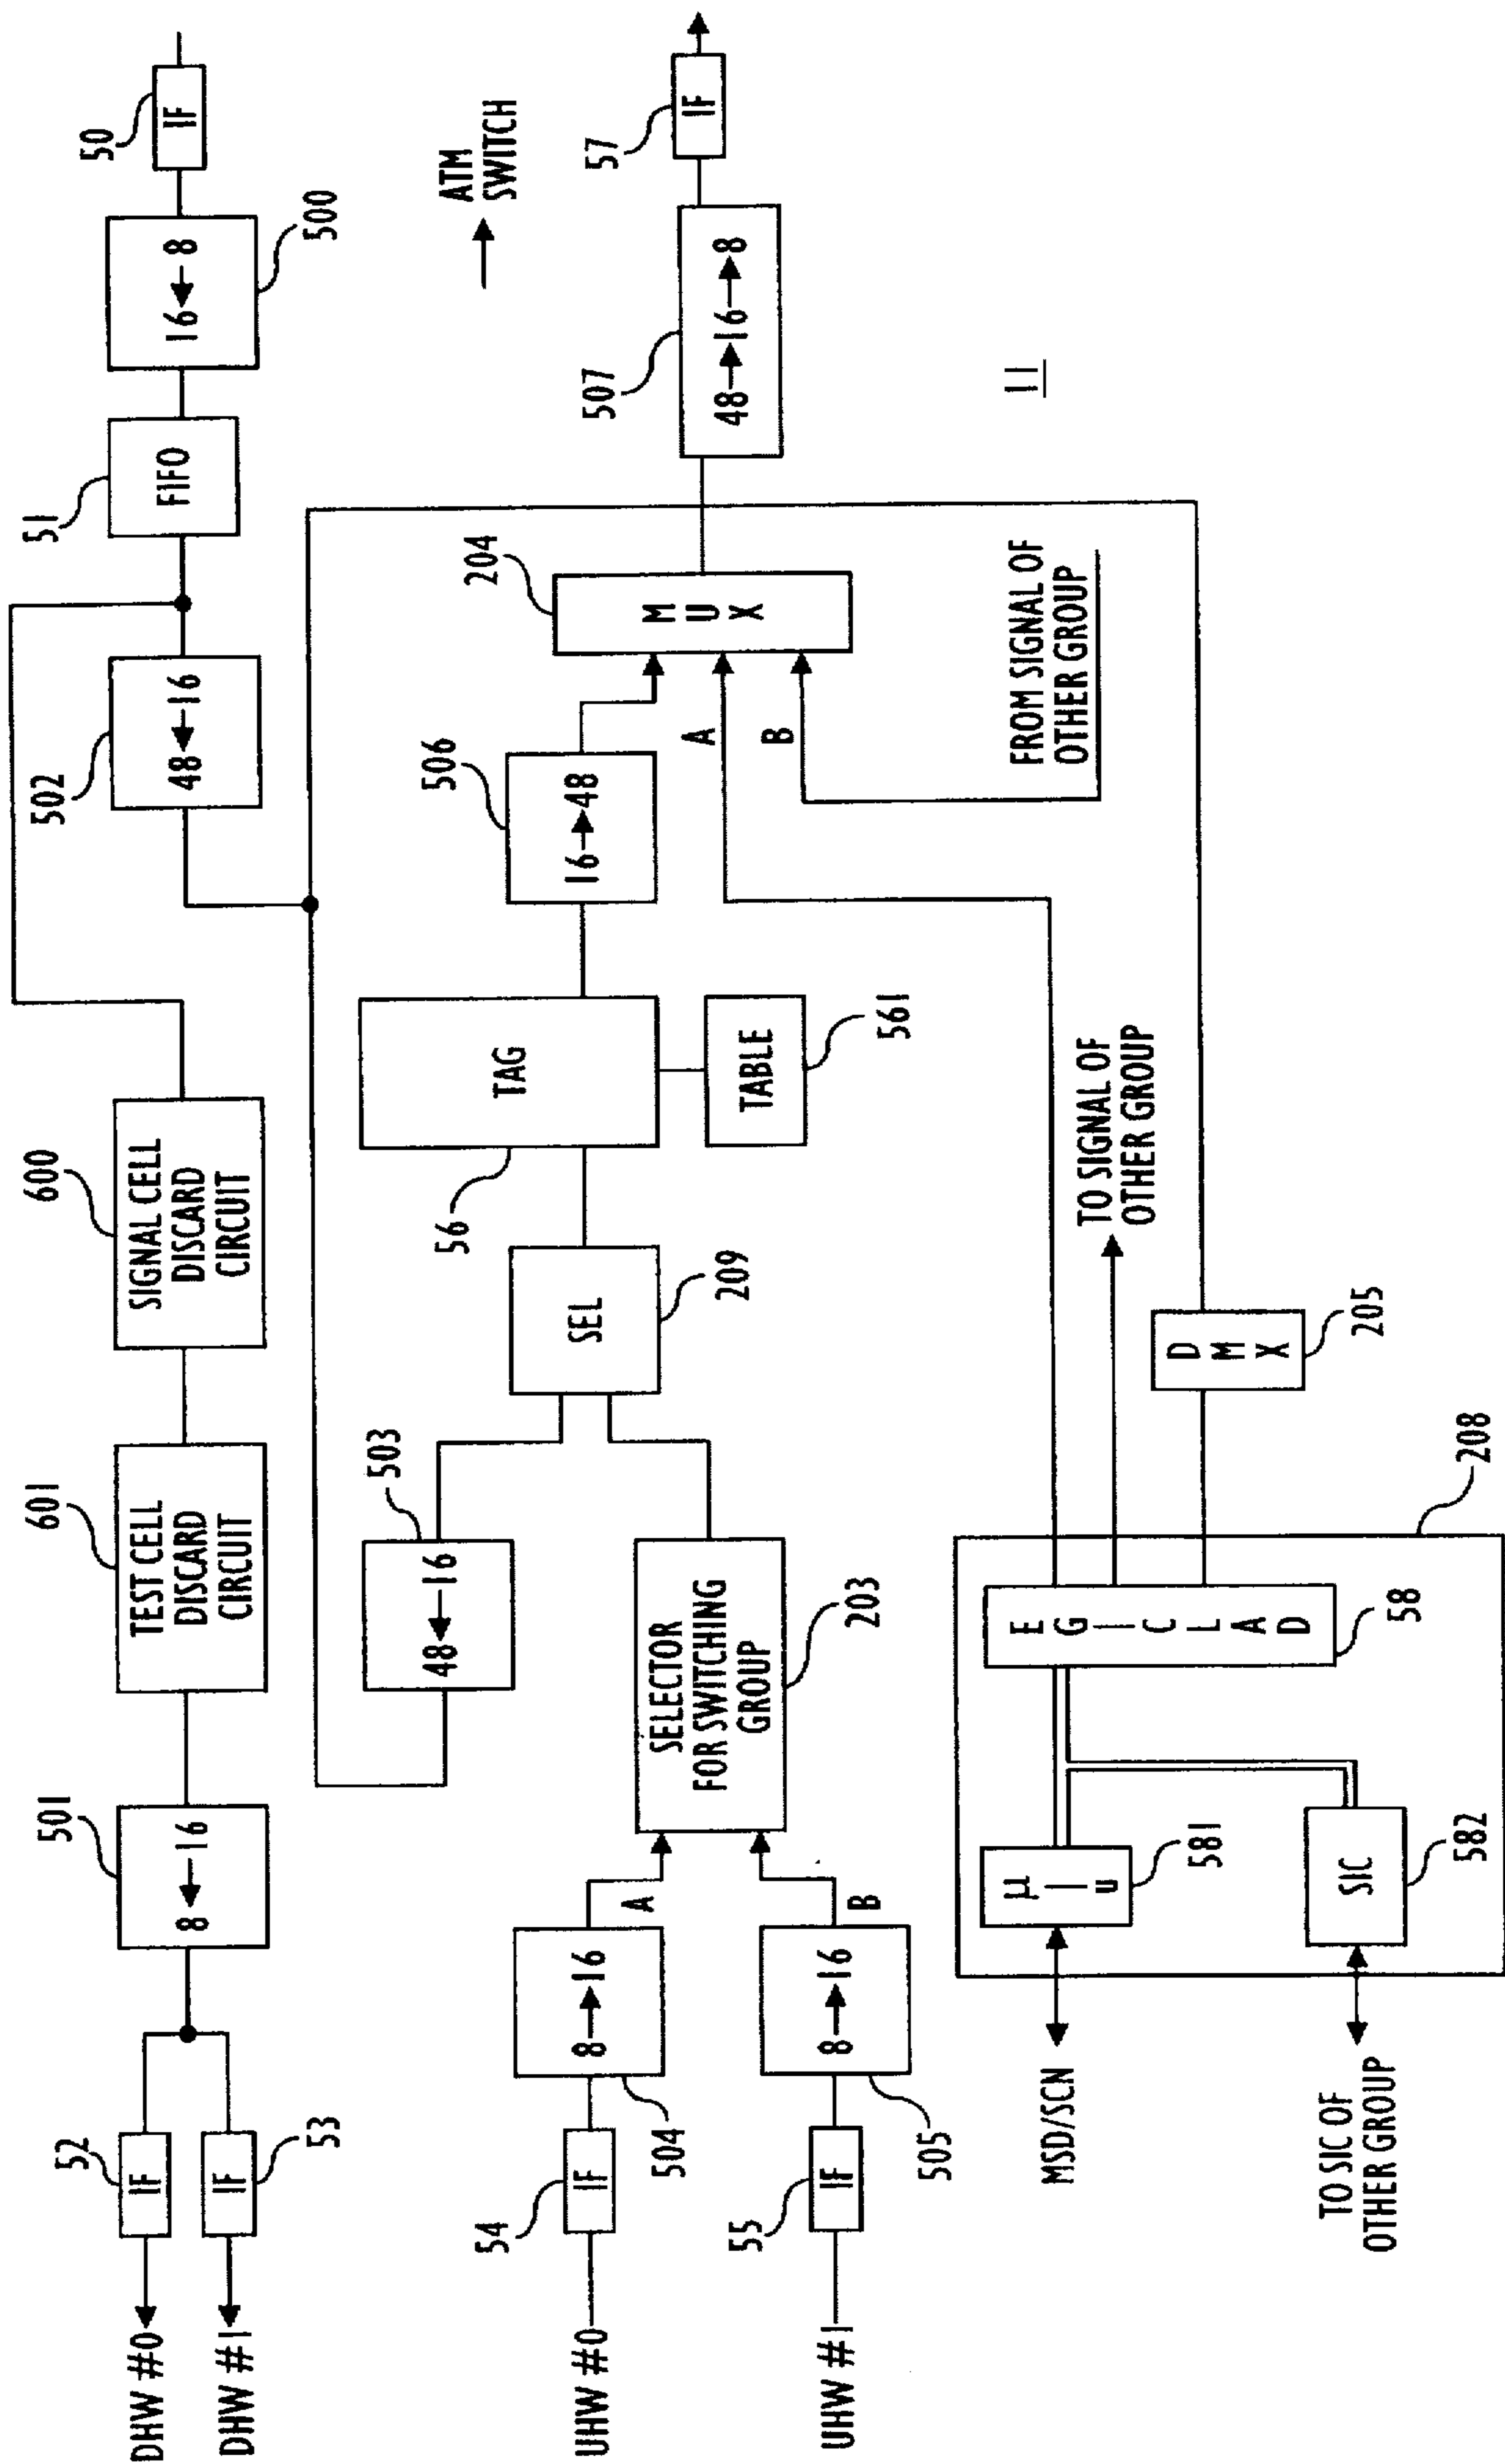 DHW #0
DHW #1
52
IF
IF
53
501
8←16
601
TEST CELL
DISCARD
CIRCUIT
600
SIGNAL CELL
DISCARD
CIRCUIT
502
48←16
51
FIFO
16←8
500
50
IF
UHW #0
54
IF
8→16
504
A
UHW #1
55
IF
8→16
505
B
SELECTOR
FOR SWITCHING
GROUP
203
503
48←16
SEL
209
TAG
56
TABLE
561
506
16→48
A
B
204
MUX
FROM SIGNAL OF
OTHER GROUP
507
48→16→8
57
IF
→ ATM
SWITCH
11
MSD/SCN
TO SIC OF
OTHER GROUP
μ I u
581
SIC
582
EGICLAD
58
208
TO SIGNAL OF
OTHER GROUP
DMX
205